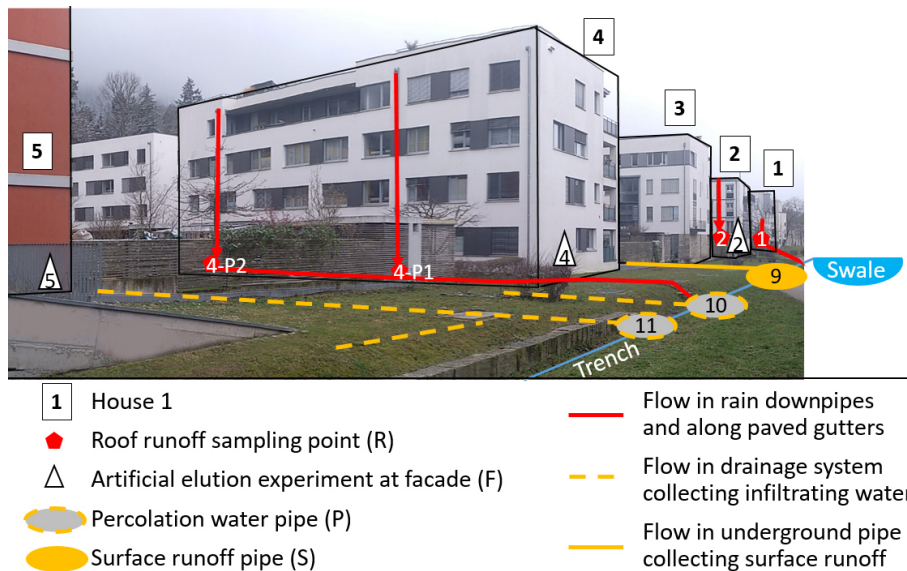 4
3
2
1
5
2
2
1
4-P2
4-P1
4
5
9
Swale
10
11
Trench
1 House 1
Roof runoff sampling point (R)
Artificial elution experiment at facade (F)
Percolation water pipe (P)
Surface runoff pipe (S)
Flow in rain downpipes
and along paved gutters
Flow in drainage system
collecting infiltrating water
Flow in underground pipe
collecting surface runoff